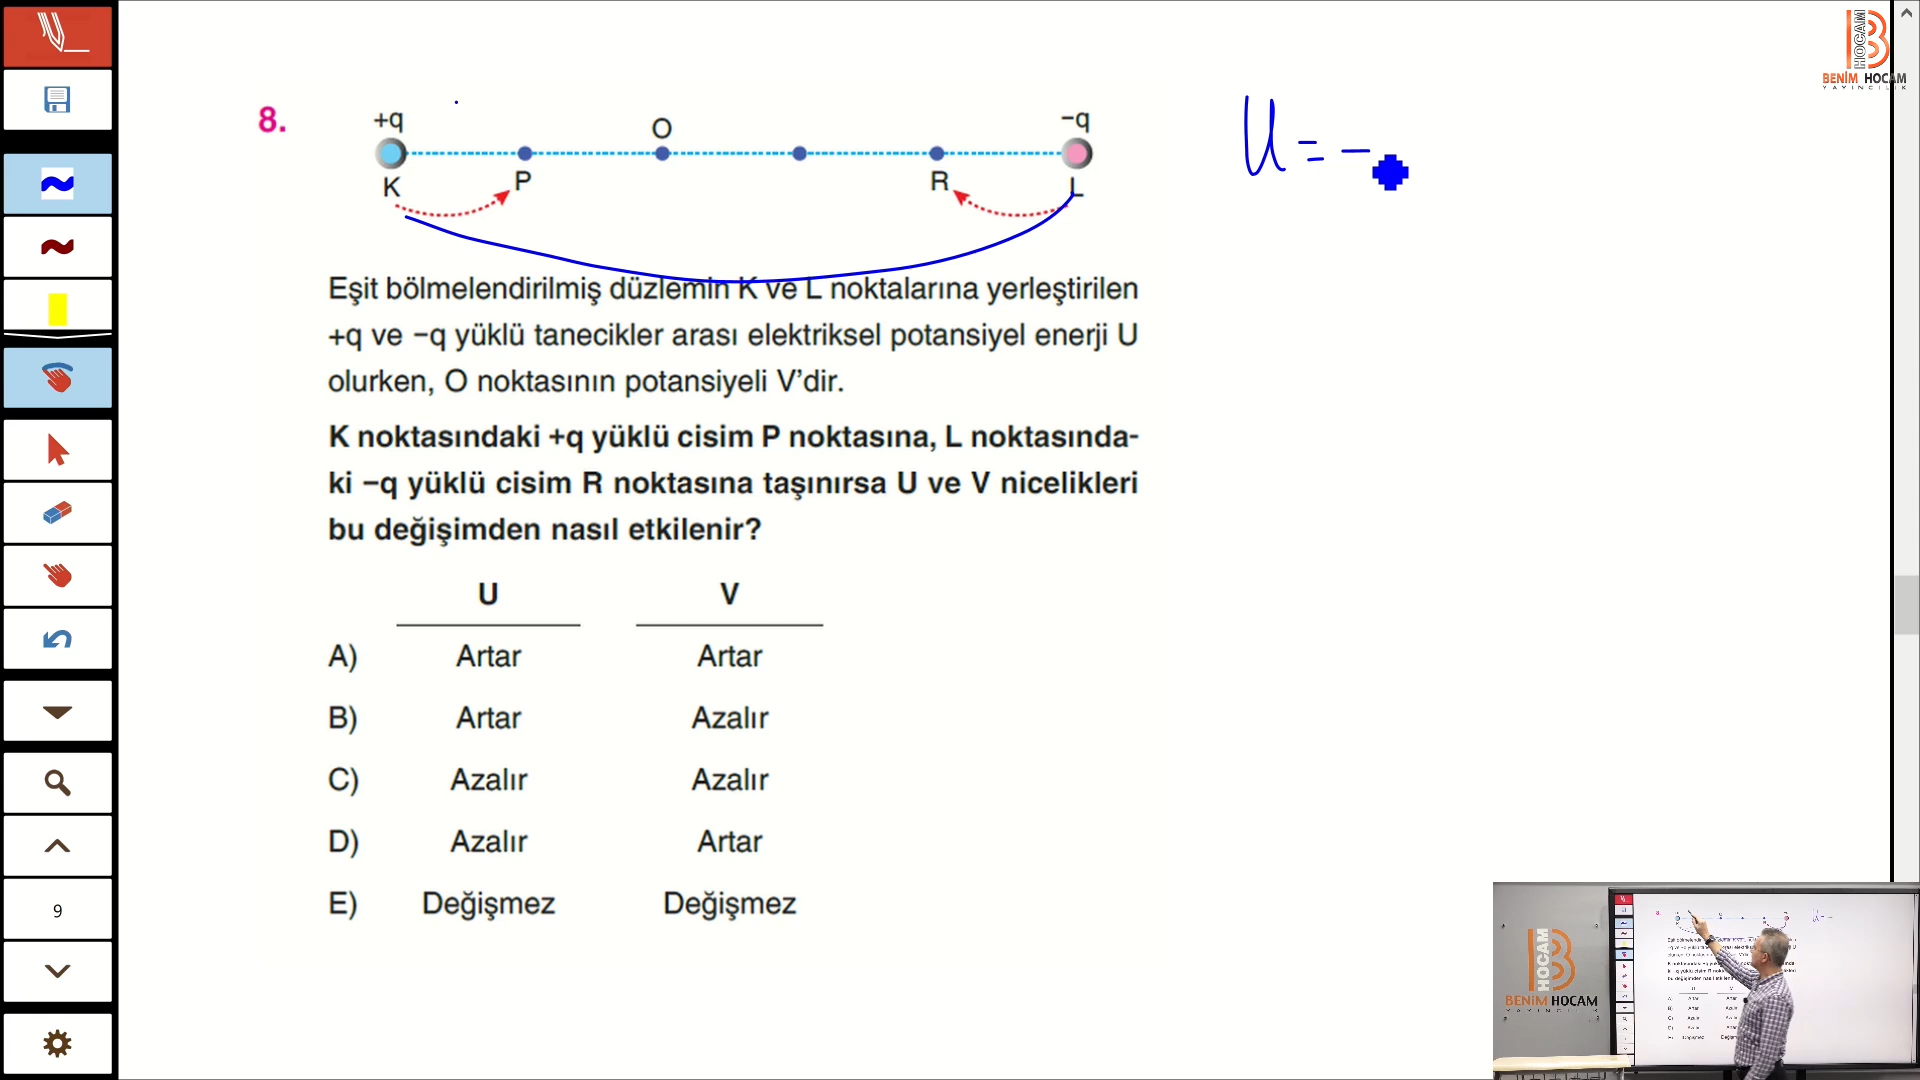 BENİM HOCAM
YAYINCILIK
8.
+q O −q
K P R L
U = −
Eşit bölmelendirilmiş düzlemin K ve L noktalarına yerleştirilen
+q ve −q yüklü tanecikler arası elektriksel potansiyel enerji U
olurken, O noktasının potansiyeli V’dir.
K noktasındaki +q yüklü cisim P noktasına, L noktasında-
ki −q yüklü cisim R noktasına taşınırsa U ve V nicelikleri
bu değişimden nasıl etkilenir?
U V
A) Artar Artar
B) Artar Azalır
C) Azalır Azalır
D) Azalır Artar
E) Değişmez Değişmez
9
HOCAM
BENİM HOCAM
YAYINCILIK